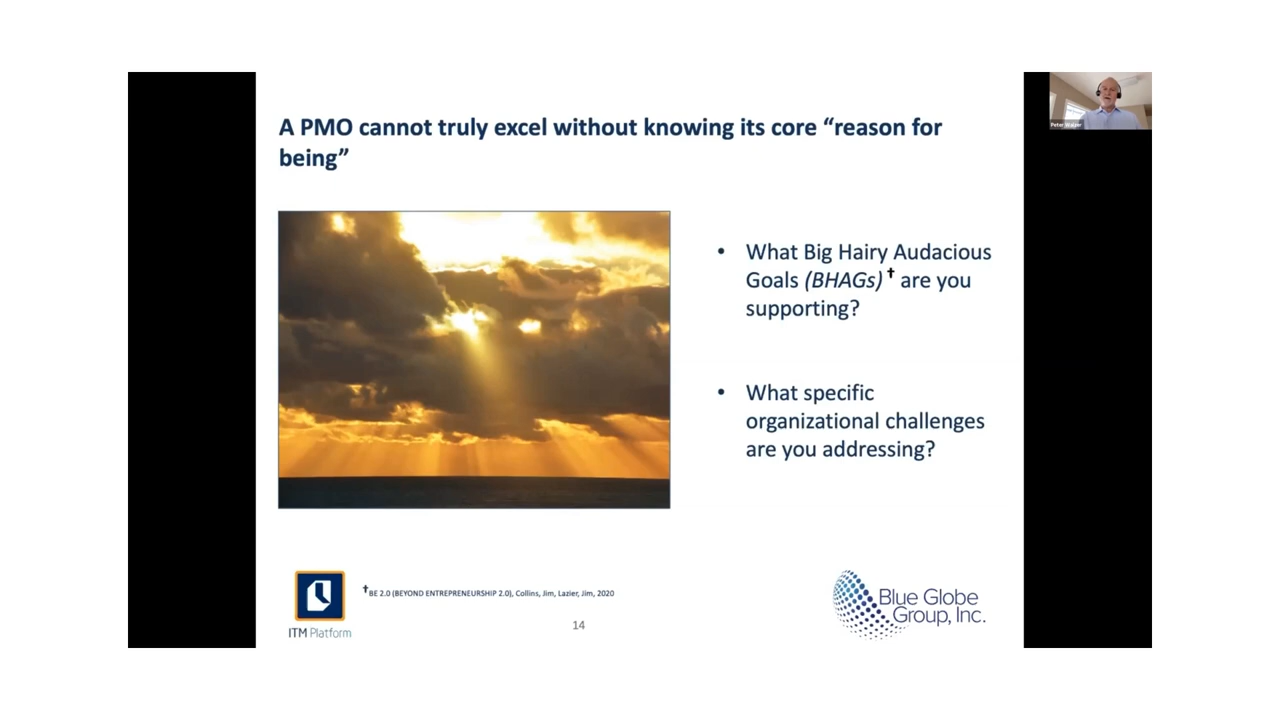 A PMO cannot truly excel without knowing its core “reason for
being”
• What Big Hairy Audacious
Goals (BHAGs) † are you
supporting?
• What specific
organizational challenges
are you addressing?
†BE 2.0 (BEYOND ENTREPRENEURSHIP 2.0), Collins, Jim, Lazier, Jim, 2020
ITM Platform
14
Blue Globe
Group, Inc.
Peter